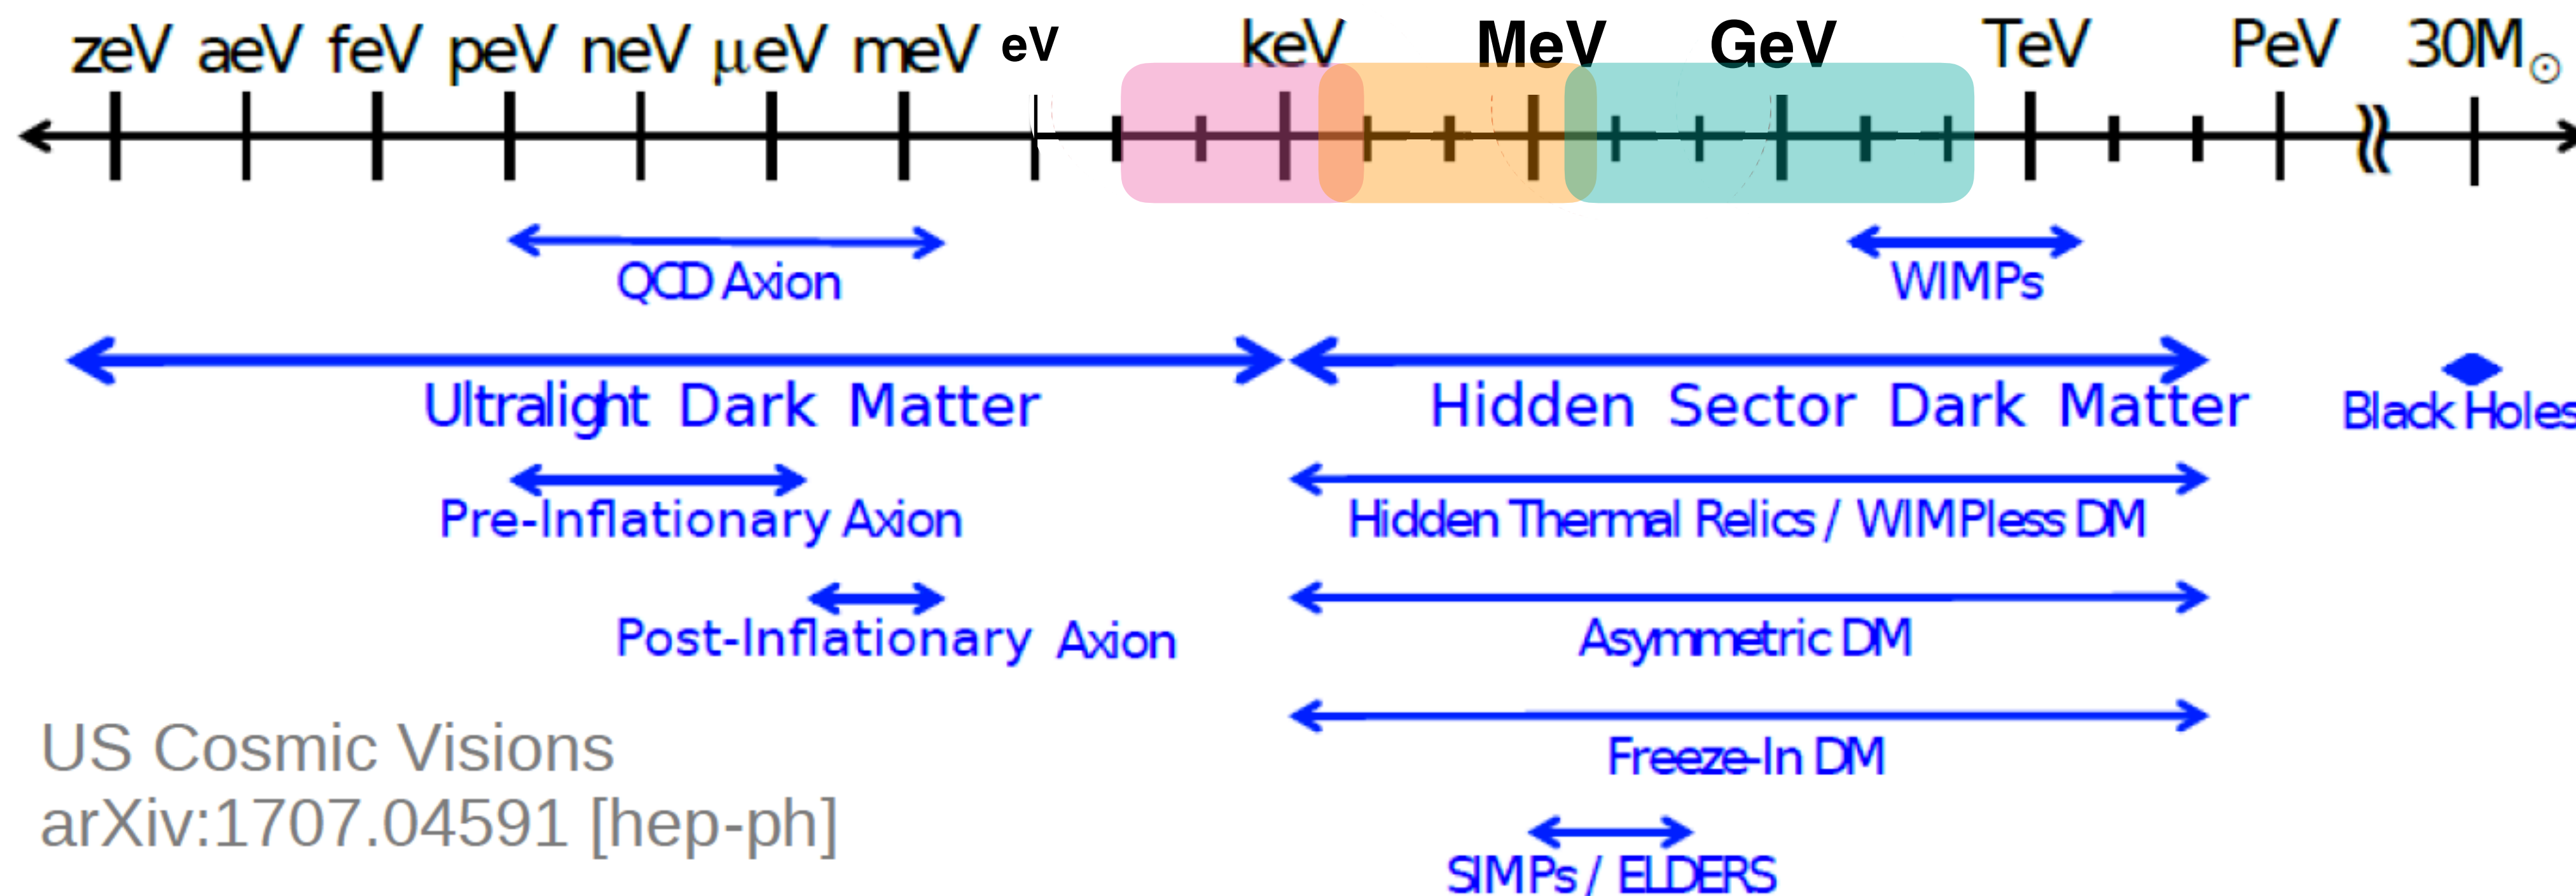 zeV aeV feV peV neV μeV meV eV keV MeV GeV TeV PeV 30M☉
QCD Axion WIMPs
Ultralight Dark Matter Hidden Sector Dark Matter Black Holes
Pre-Inflationary Axion Hidden Thermal Relics / WIMPless DM
Post-Inflationary Axion Asymmetric DM
US Cosmic Visions Freeze-In DM
arXiv:1707.04591 [hep-ph]
SIMPs / ELDERS